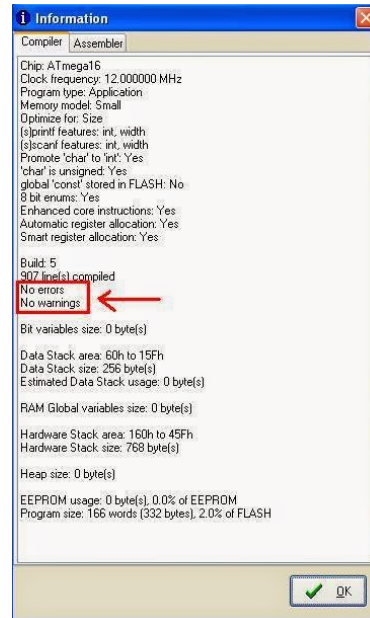 Information
Compiler
Assembler
Chip: ATmega16
Clock frequency: 12.000000 MHz
Program type: Application
Memory model: Small
Optimize for: Size
(s)printf features: int, width
(s)scanf features: int, width
Promote 'char' to 'int': Yes
'char' is unsigned: Yes
global 'const' stored in FLASH: No
8 bit enums: Yes
Enhanced core instructions: Yes
Automatic register allocation: Yes
Smart register allocation: Yes
Build: 5
907 line(s) compiled
No errors
No warnings
Bit variables size: 0 byte(s)
Data Stack area: 60h to 15Fh
Data Stack size: 256 byte(s)
Estimated Data Stack usage: 0 byte(s)
RAM Global variables size: 0 byte(s)
Hardware Stack area: 160h to 45Fh
Hardware Stack size: 768 byte(s)
Heap size: 0 byte(s)
EEPROM usage: 0 byte(s), 0.0% of EEPROM
Program size: 166 words (332 bytes), 2.0% of FLASH
OK